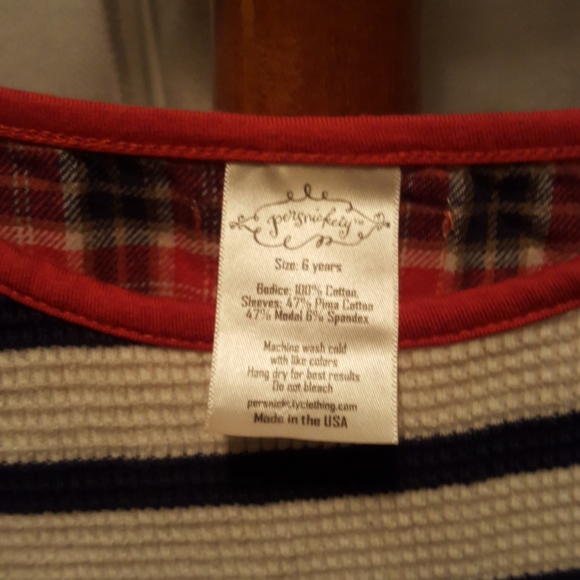 persnickety™
Size: 6 years
Bodice: 100% Cotton,
Sleeves: 47% Pima Cotton
47% Modal 6% Spandex
Machine wash cold
with like colors
Hang dry for best results
Do not bleach
persnicketyclothing.com
Made in the USA